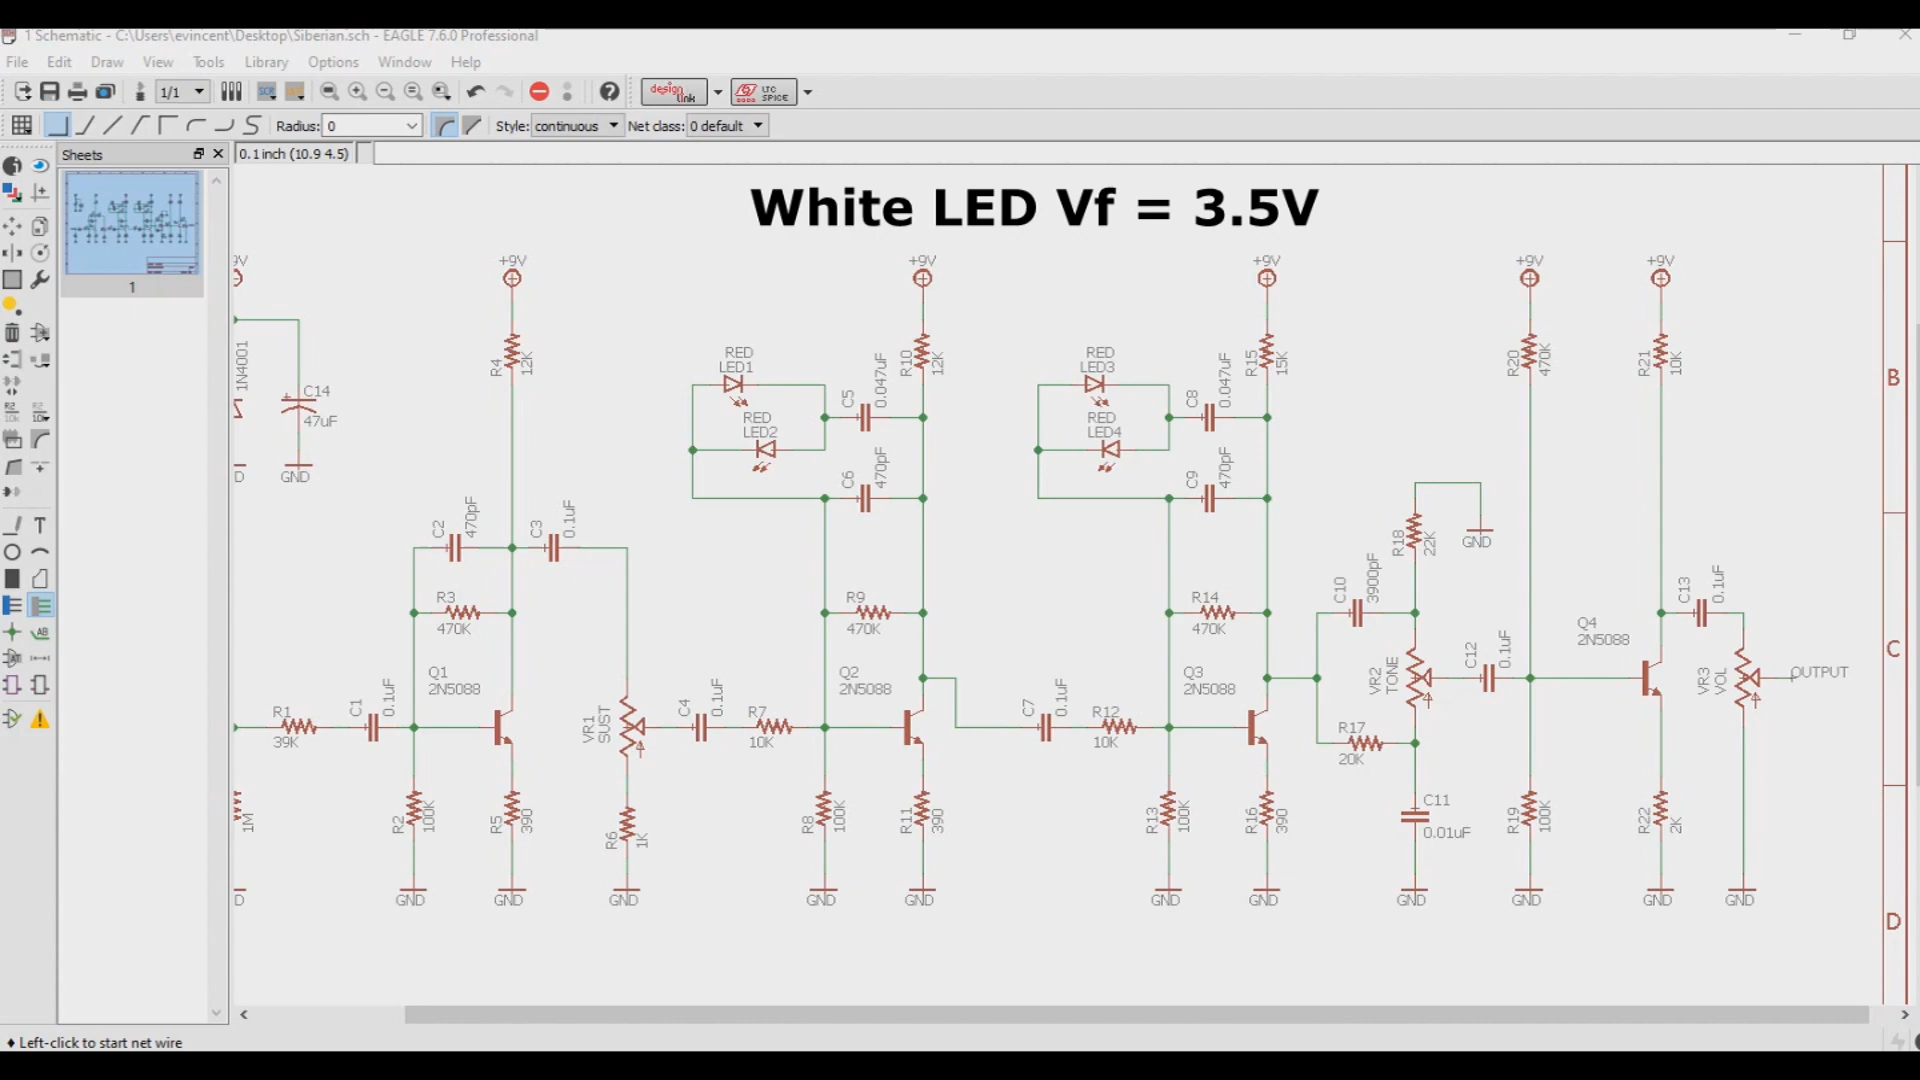 1 Schematic - C:\Users\evincent\Desktop\Siberian.sch - EAGLE 7.6.0 Professional
File Edit Draw View Tools Library Options Window Help
1/1
design link
LTC SPICE
Radius: 0
Style: continuous
Net class: 0 default
Sheets
0.1 inch (10.9 4.5)
1
White LED Vf = 3.5V
9V +9V +9V +9V +9V +9V
1N4001
C14
47uF
GND
D
R4 12K
RED
LED1
RED
LED2
C5 0.047uF
C6 470pF
R10 12K
RED
LED3
RED
LED4
C8 0.047uF
C9 470pF
R15 15K
R20 470K
R21 10K
B
C2 470pF
C3 0.1uF
R3
470K
R9
470K
R14
470K
C10 3900pF
R18 22K
GND
C13 0.1uF
Q1
2N5088
Q2
2N5088
Q3
2N5088
Q4
2N5088
C
R1
39K
C1 0.1uF
VR1 SUST
C4 0.1uF
R7
10K
C7 0.1uF
R12
10K
VR2 TONE
C12 0.1uF
R17
20K
VR3 VOL
OUTPUT
1M
R2 100K
R5 390
R6 1K
R8 100K
R11 390
R13 100K
R16 390
C11
0.01uF
R19 100K
R22 2K
D GND GND GND GND GND GND GND GND GND GND GND
D
Left-click to start net wire